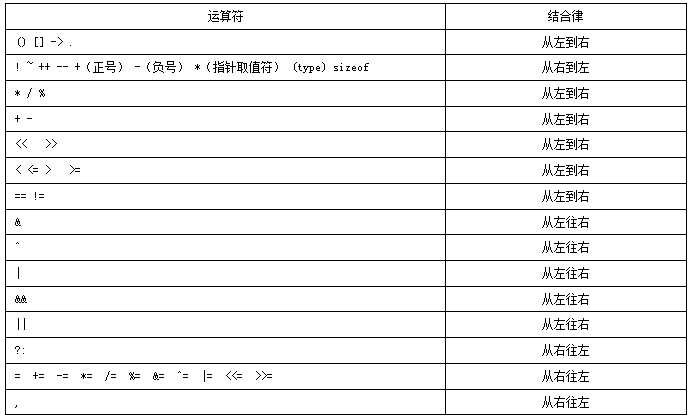 运算符 结合律
() [] -> . 从左到右
! ~ ++ -- +（正号） -（负号） *（指针取值符） (type) sizeof 从右到左
* / % 从左到右
+ - 从左到右
<< >> 从左到右
< <= > >= 从左到右
== != 从左到右
& 从左往右
^ 从左往右
| 从左往右
&& 从左往右
|| 从左往右
?: 从右往左
= += -= *= /= %= &= ^= |= <<= >>= 从右往左
, 从右往左